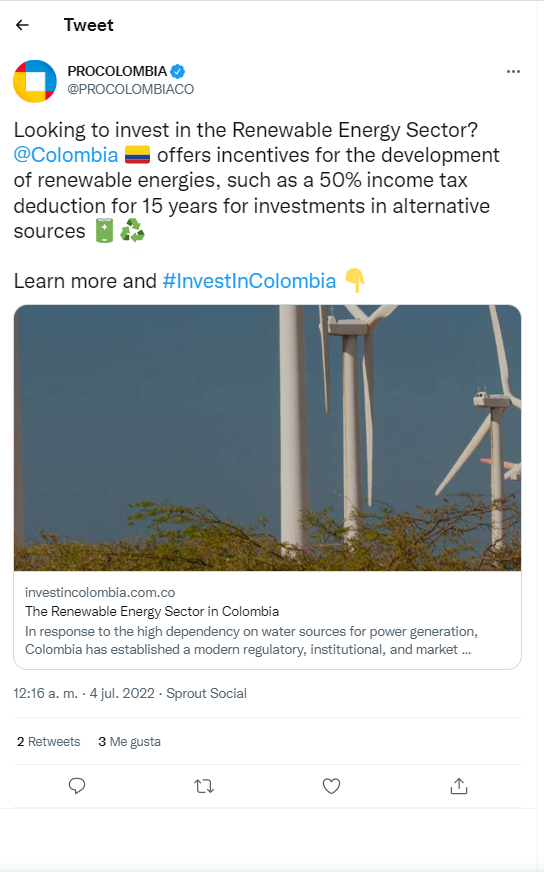 Tweet
PROCOLOMBIA
@PROCOLOMBIACO
Looking to invest in the Renewable Energy Sector?
@Colombia 🇨🇴 offers incentives for the development
of renewable energies, such as a 50% income tax
deduction for 15 years for investments in alternative
sources 🔋♻️
Learn more and #InvestInColombia 👇
investincolombia.com.co
The Renewable Energy Sector in Colombia
In response to the high dependency on water sources for power generation,
Colombia has established a modern regulatory, institutional, and market ...
12:16 a. m. · 4 jul. 2022 · Sprout Social
2 Retweets 3 Me gusta